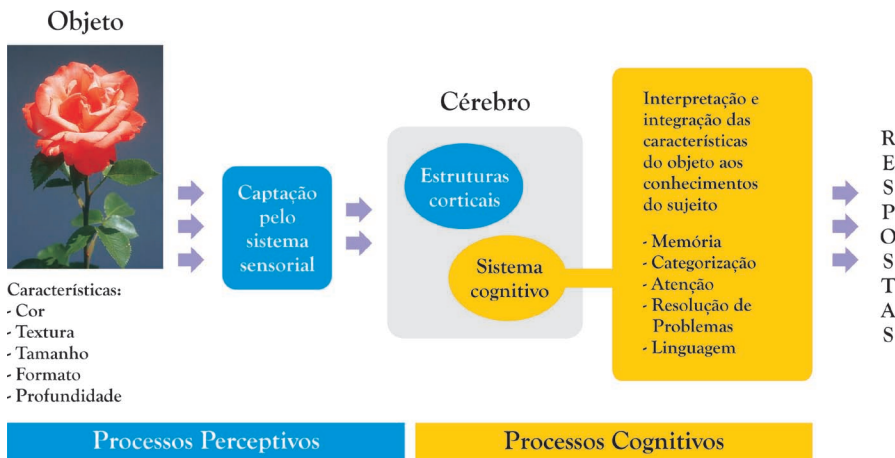 Objeto
Características:
- Cor
- Textura
- Tamanho
- Formato
- Profundidade
Captação
pelo
sistema
sensorial
Cérebro
Estruturas
corticais
Sistema
cognitivo
Interpretação e
integração das
características
do objeto aos
conhecimentos
do sujeito
- Memória
- Categorização
- Atenção
- Resolução de
Problemas
- Linguagem
R
E
S
P
O
S
T
A
S
Processos Perceptivos
Processos Cognitivos